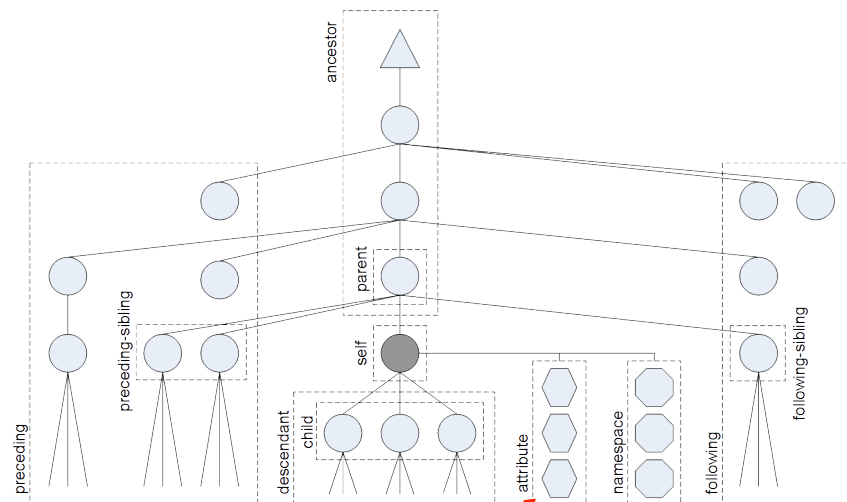 ancestor
parent
preceding-sibling
self
following-sibling
preceding
descendant
child
attribute
namespace
following